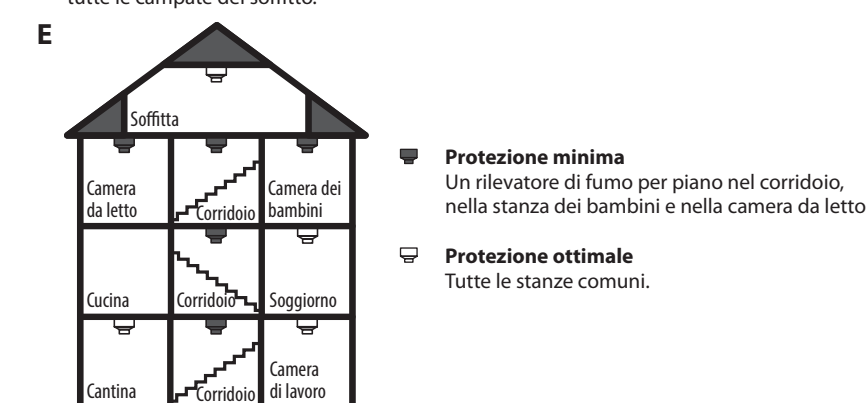 tutte le campate del soffitto.
E
Soffitta
Camera
da letto
Corridoio
Camera dei
bambini
Cucina
Corridoio
Soggiorno
Cantina
Corridoio
Camera
di lavoro
Protezione minima
Un rilevatore di fumo per piano nel corridoio,
nella stanza dei bambini e nella camera da letto
Protezione ottimale
Tutte le stanze comuni.